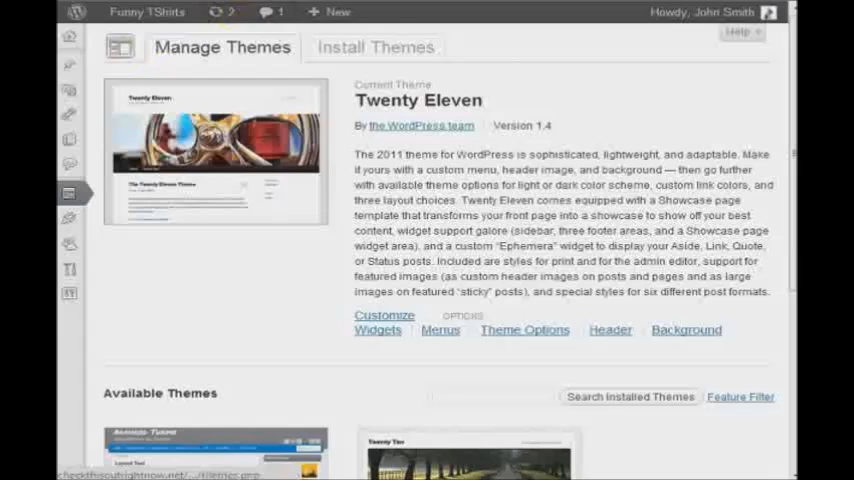 Funny TShirts 2 1 + New Howdy, John Smith
Help
Manage Themes Install Themes
Current Theme
Twenty Eleven
By the WordPress team Version 1.4
The 2011 theme for WordPress is sophisticated, lightweight, and adaptable. Make
it yours with a custom menu, header image, and background — then go further
with available theme options for light or dark color scheme, custom link colors, and
three layout choices. Twenty Eleven comes equipped with a Showcase page
template that transforms your front page into a showcase to show off your best
content, widget support galore (sidebar, three footer areas, and a Showcase page
widget area), and a custom "Ephemera" widget to display your Aside, Link, Quote,
or Status posts. Included are styles for print and for the admin editor, support for
featured images (as custom header images on posts and pages and as large
images on featured "sticky" posts), and special styles for six different post formats.
Customize OPTIONS
Widgets Menus Theme Options Header Background
Twenty Eleven
The Twenty Eleven Theme
Available Themes Search Installed Themes Feature Filter
Twenty Ten
Layout Test